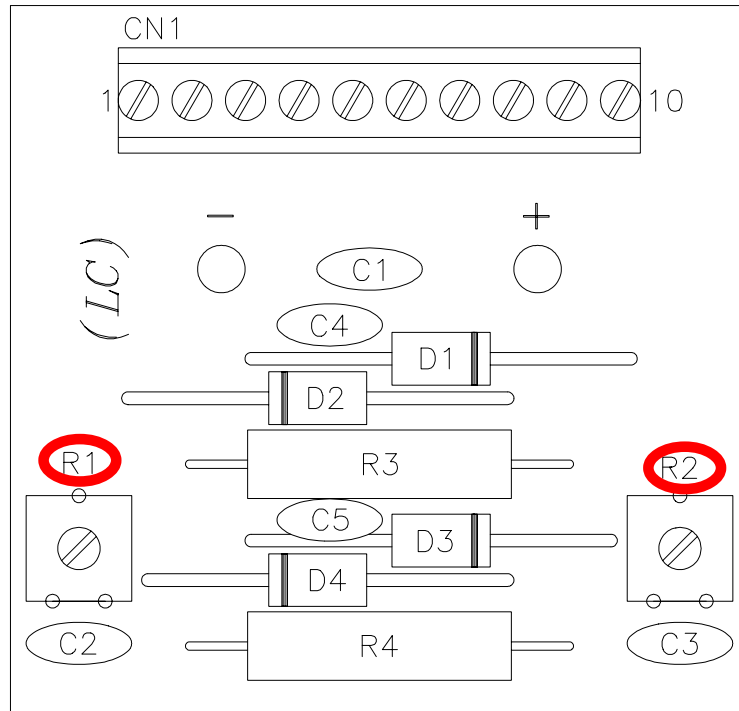 CN1
1 10
- +
(LC)
C1
C4
D1
D2
R1 R3 R2
C5
D3
D4
C2 R4 C3